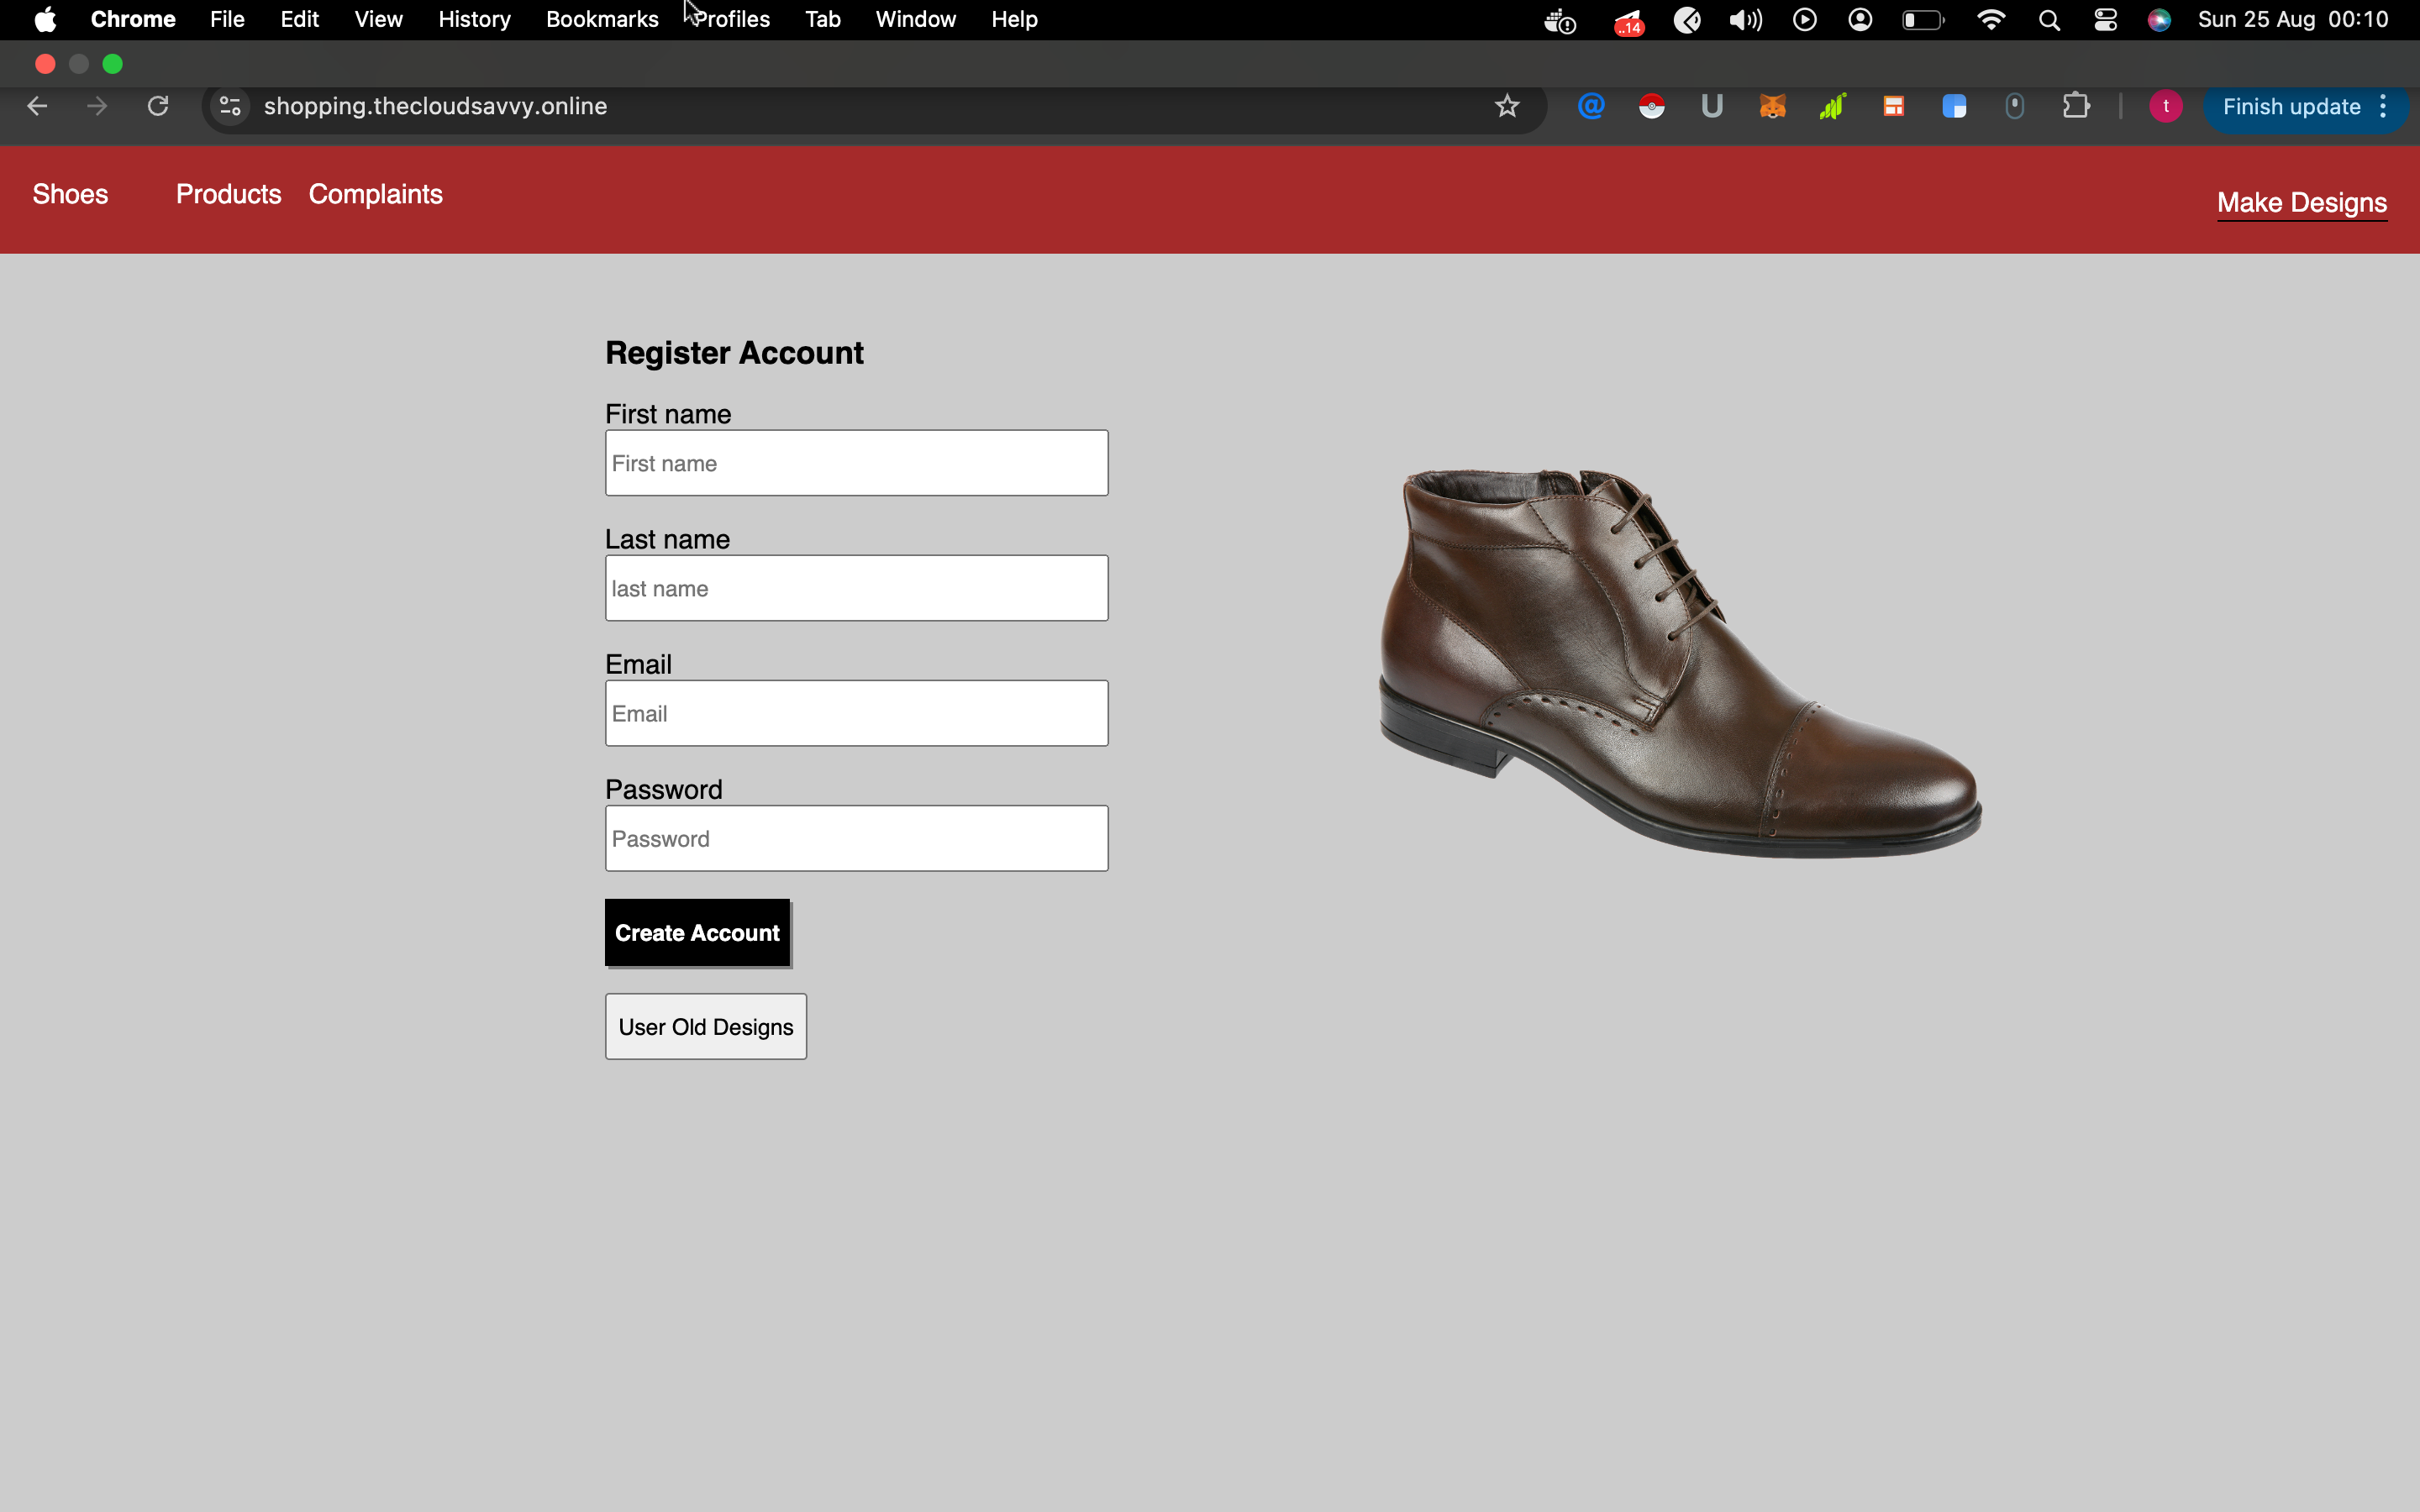 Chrome File Edit View History Bookmarks Profiles Tab Window Help ..14 Sun 25 Aug 00:10
shopping.thecloudsavvy.online U t Finish update
Shoes Products Complaints Make Designs
Register Account
First name
First name
Last name
last name
Email
Email
Password
Password
Create Account
User Old Designs